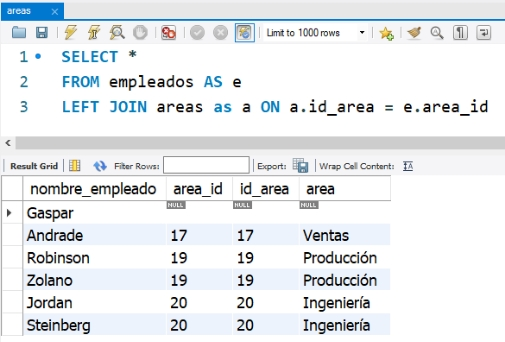 areas
Limit to 1000 rows
1 SELECT *
2 FROM empleados AS e
3 LEFT JOIN areas as a ON a.id_area = e.area_id
Result Grid Filter Rows: Export: Wrap Cell Content:
nombre_empleado area_id id_area area
Gaspar NULL NULL NULL
Andrade 17 17 Ventas
Robinson 19 19 Producción
Zolano 19 19 Producción
Jordan 20 20 Ingeniería
Steinberg 20 20 Ingeniería